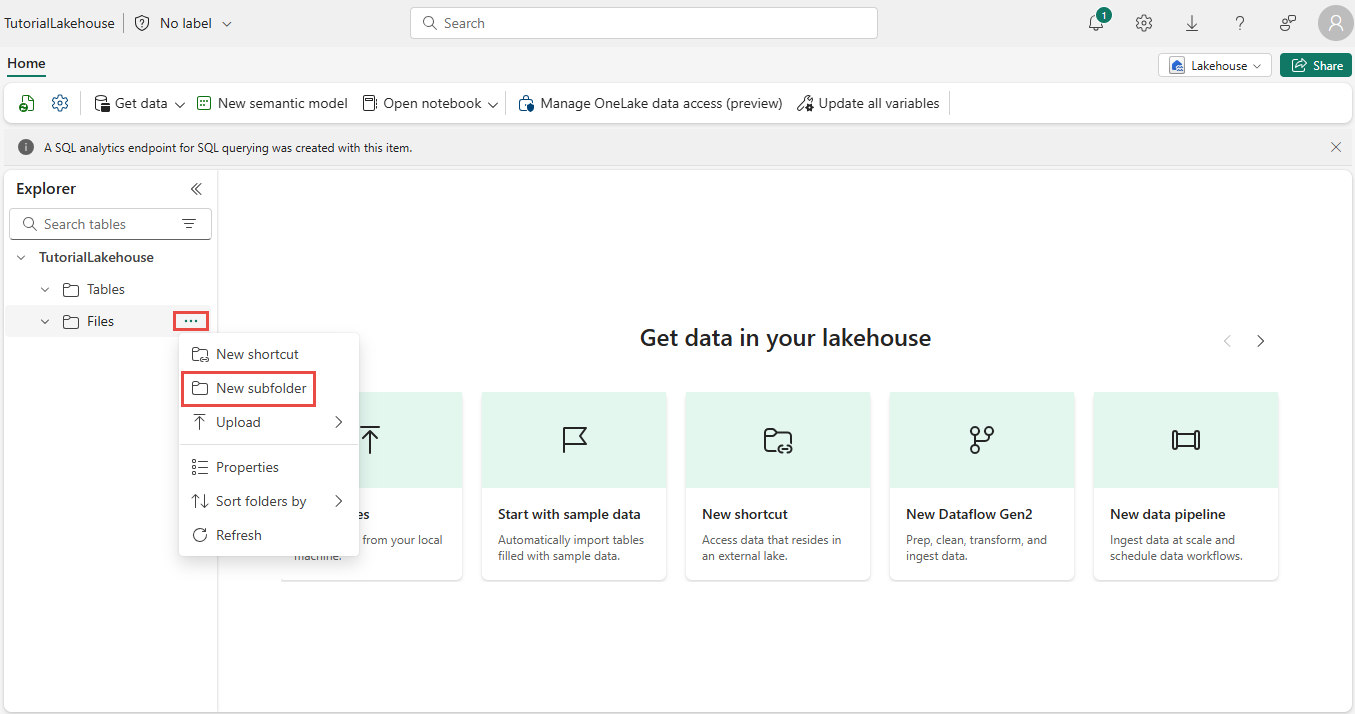 TutorialLakehouse
No label
Search
1
Home
Lakehouse
Share
Get data
New semantic model
Open notebook
Manage OneLake data access (preview)
Update all variables
A SQL analytics endpoint for SQL querying was created with this item.
Explorer
Search tables
TutorialLakehouse
Tables
Files
...
New shortcut
New subfolder
Upload
Properties
Sort folders by
Refresh
Get data in your lakehouse
es
from your local
machine.
Start with sample data
Automatically import tables
filled with sample data.
New shortcut
Access data that resides in
an external lake.
New Dataflow Gen2
Prep, clean, transform, and
ingest data.
New data pipeline
Ingest data at scale and
schedule data workflows.